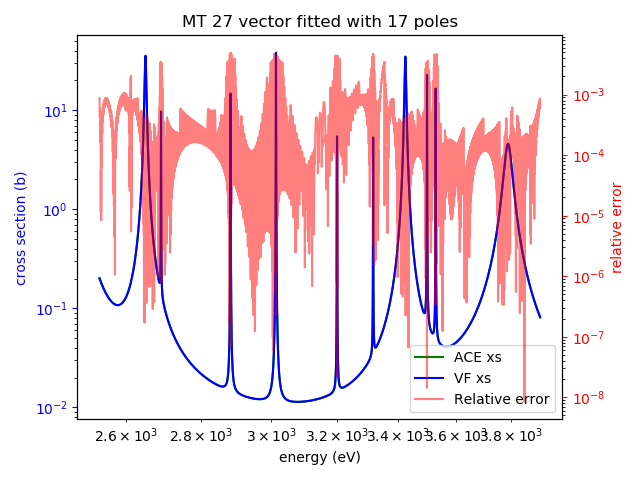 MT 27 vector fitted with 17 poles
cross section (b)
10¹
10⁰
10⁻¹
10⁻²
10⁻³
10⁻⁴
10⁻⁵
10⁻⁶
10⁻⁷
10⁻⁸
relative error
ACE xs
VF xs
Relative error
2.6 × 10³ 2.8 × 10³ 3 × 10³ 3.2 × 10³ 3.4 × 10³ 3.6 × 10³ 3.8 × 10³
energy (eV)